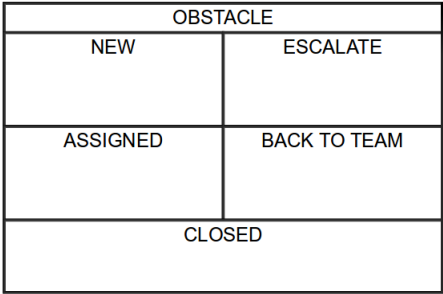 OBSTACLE
NEW
ESCALATE
ASSIGNED
BACK TO TEAM
CLOSED